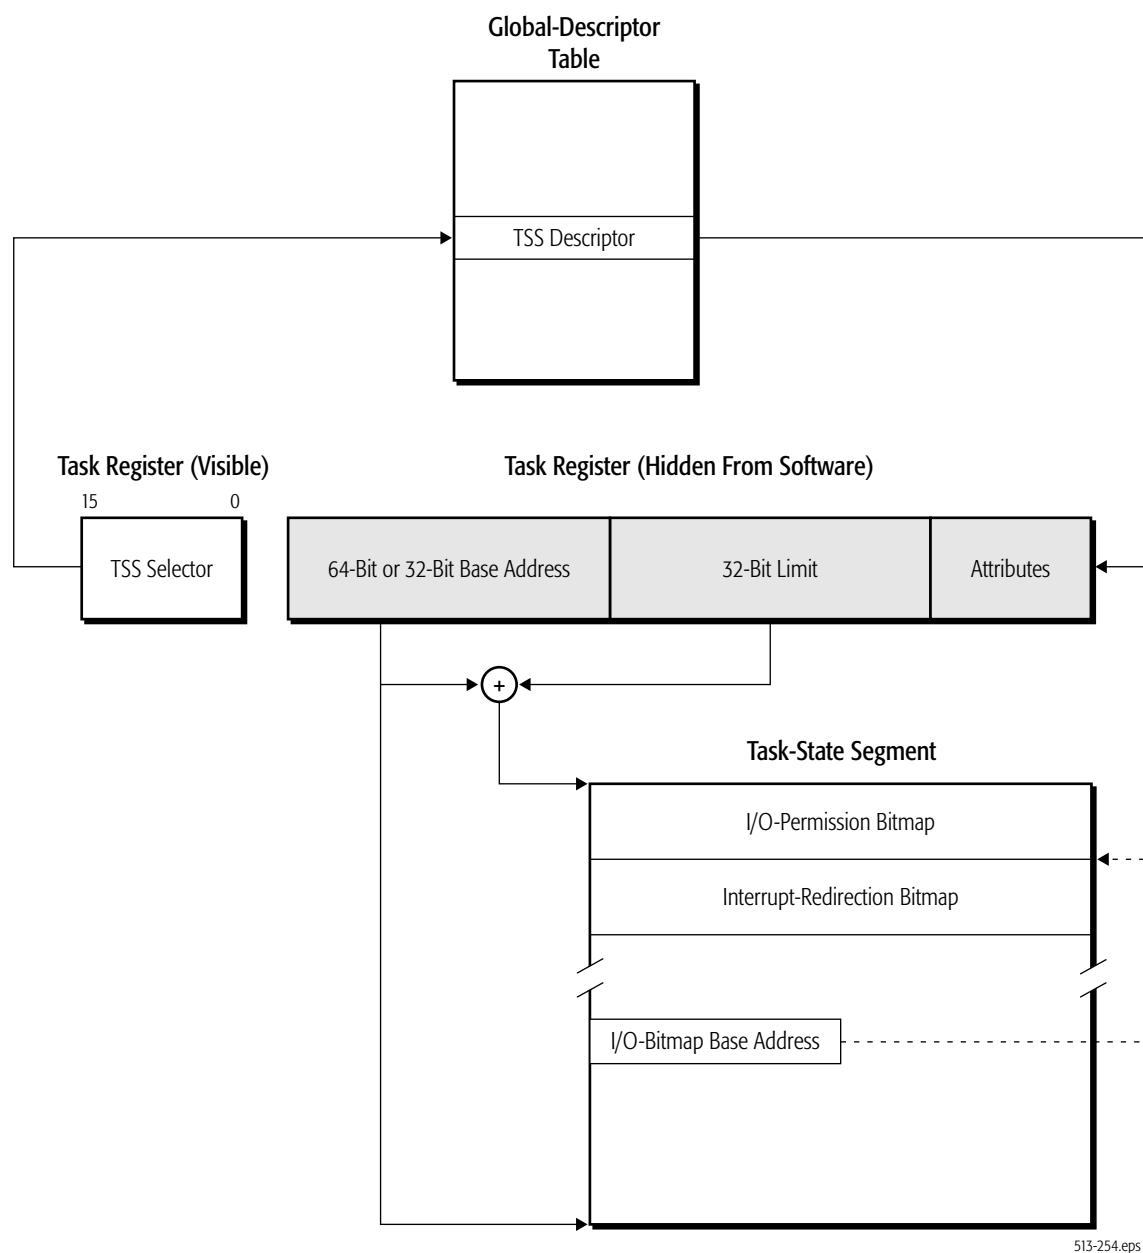 Global-Descriptor
Table
TSS Descriptor
Task Register (Visible)
Task Register (Hidden From Software)
15
0
TSS Selector
64-Bit or 32-Bit Base Address
32-Bit Limit
Attributes
+
Task-State Segment
I/O-Permission Bitmap
Interrupt-Redirection Bitmap
I/O-Bitmap Base Address
513-254.eps